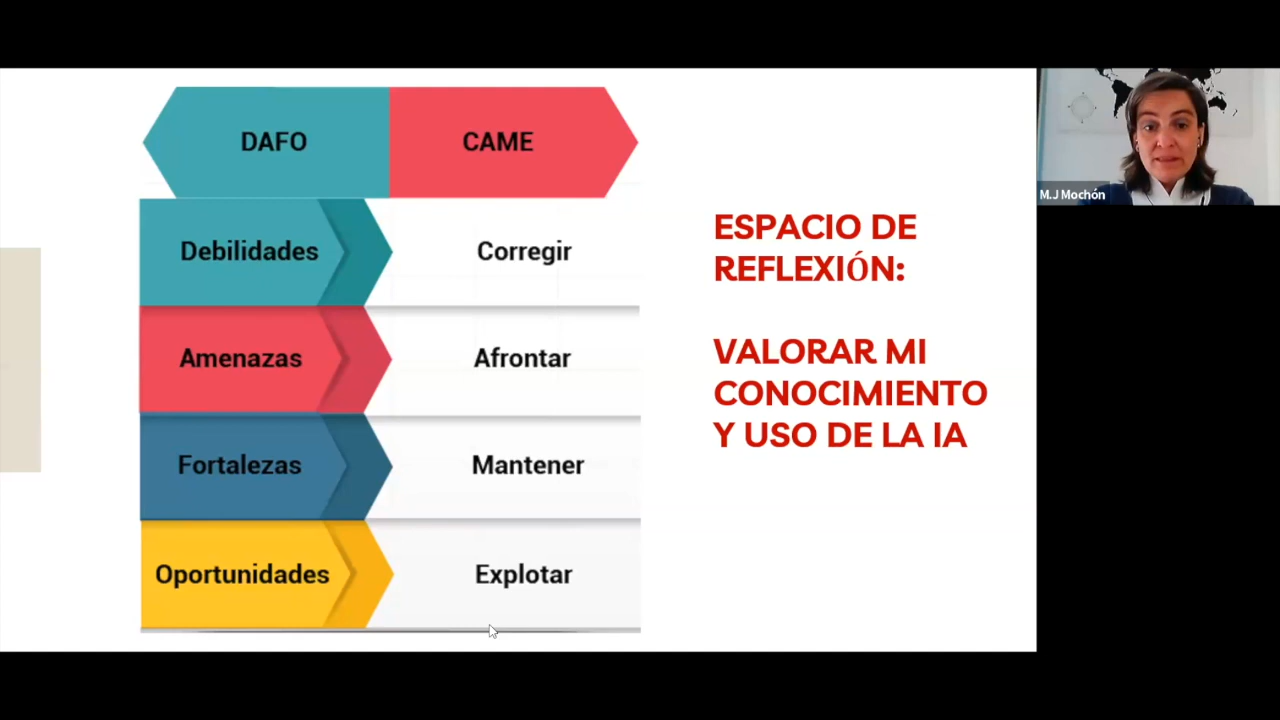 DAFO CAME
Debilidades Corregir
Amenazas Afrontar
Fortalezas Mantener
Oportunidades Explotar
ESPACIO DE
REFLEXIÓN:
VALORAR MI
CONOCIMIENTO
Y USO DE LA IA
M.J Mochón